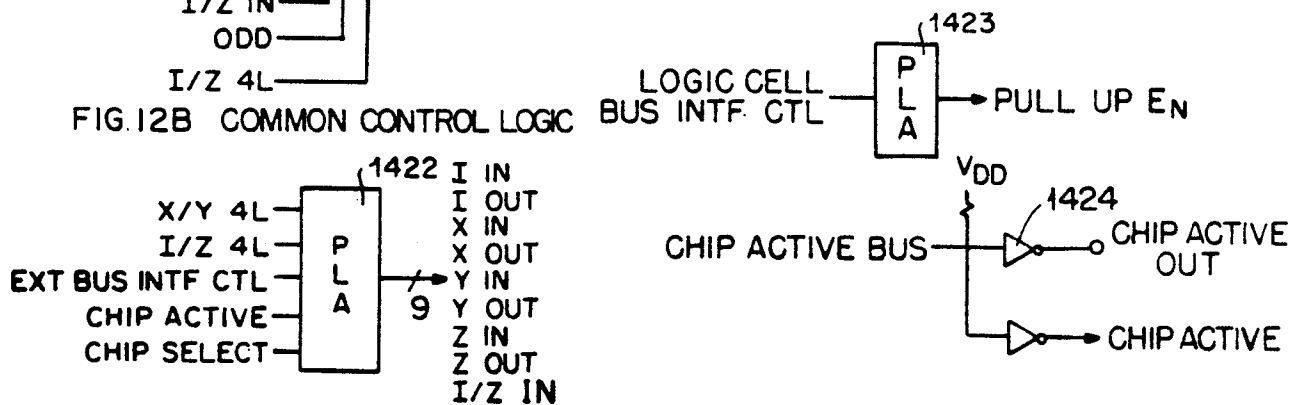 I/Z IN
ODD
I/Z 4L
FIG. 12B COMMON CONTROL LOGIC
1422
X/Y 4L
I/Z 4L
EXT BUS INTF CTL
CHIP ACTIVE
CHIP SELECT
P
L
A
9
I IN
I OUT
X IN
X OUT
Y IN
Y OUT
Z IN
Z OUT
I/Z IN
1423
LOGIC CELL
BUS INTF CTL
P
L
A
PULL UP EN
VDD
1424
CHIP ACTIVE BUS
CHIP ACTIVE
OUT
CHIP ACTIVE